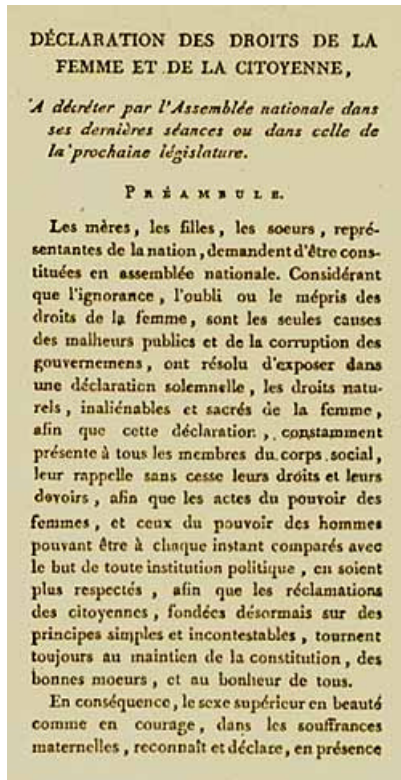 DÉCLARATION DES DROITS DE LA
FEMME ET DE LA CITOYENNE,
A décréter par l'Assemblée nationale dans
ses dernières séances ou dans celle de
la prochaine législature.
PRÉAMBULE.
Les mères, les filles, les soeurs, repré-
sentantes de la nation, demandent d'être cons-
tituées en assemblée nationale. Considérant
que l'ignorance, l'oubli ou le mépris des
droits de la femme, sont les seules causes
des malheurs publics et de la corruption des
gouvernemens, ont résolu d'exposer dans
une déclaration solemnelle, les droits natu-
rels, inaliénables et sacrés de la femme,
afin que cette déclaration, constamment
présente à tous les membres du corps social,
leur rappelle sans cesse leurs droits et leurs
devoirs, afin que les actes du pouvoir des
femmes, et ceux du pouvoir des hommes
pouvant être à chaque instant comparés avec
le but de toute institution politique, en soient
plus respectés, afin que les réclamations
des citoyennes, fondées désormais sur des
principes simples et incontestables, tournent
toujours au maintien de la constitution, des
bonnes moeurs, et au bonheur de tous.
En conséquence, le sexe supérieur en beauté
comme en courage, dans les souffrances
maternelles, reconnaît et déclare, en présence